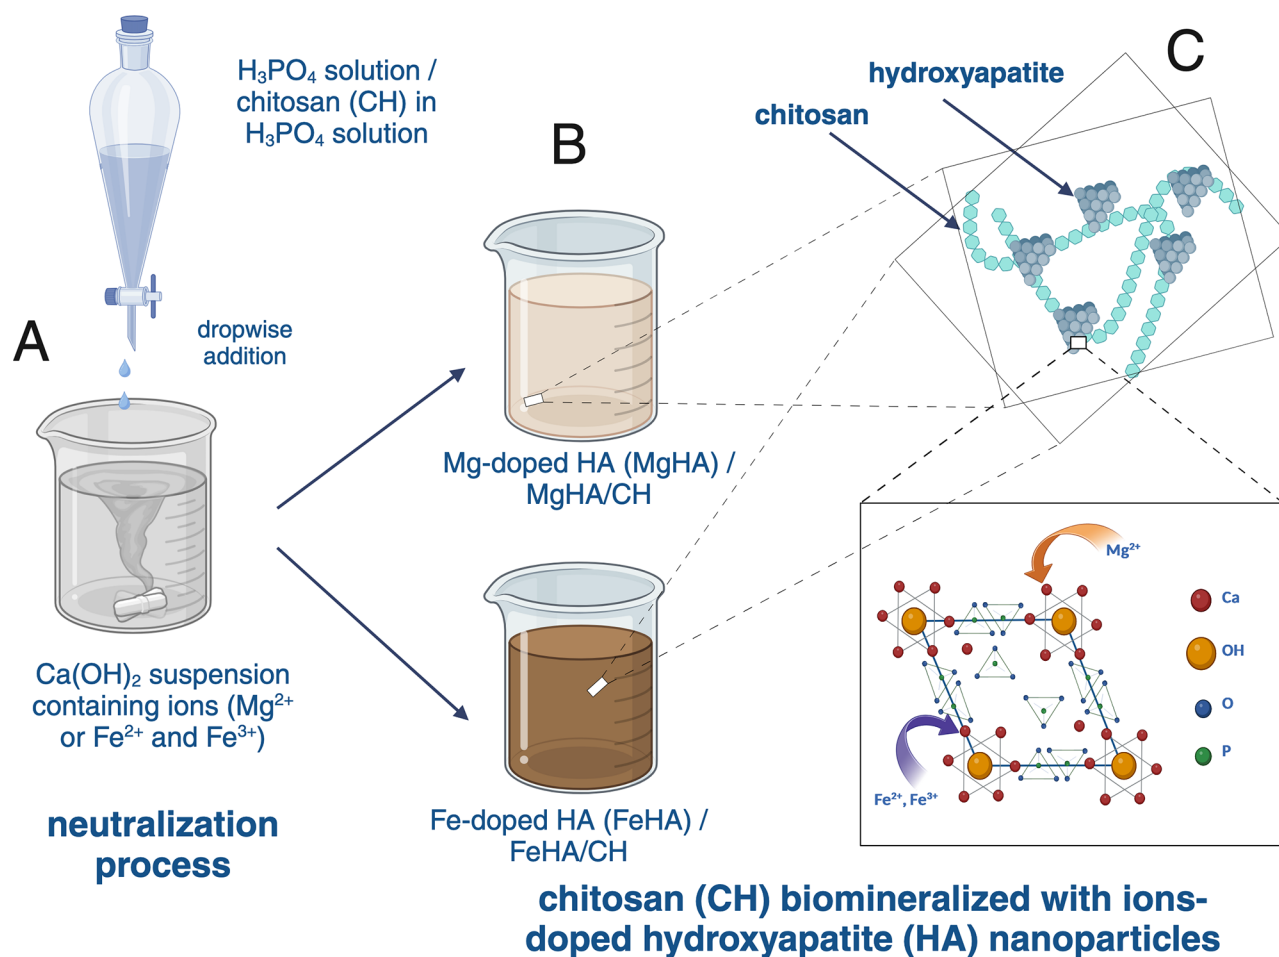 H₃PO₄ solution /
chitosan (CH) in
H₃PO₄ solution
A
dropwise
addition
Ca(OH)₂ suspension
containing ions (Mg²⁺
or Fe²⁺ and Fe³⁺)
neutralization
process
B
Mg-doped HA (MgHA) /
MgHA/CH
Fe-doped HA (FeHA) /
FeHA/CH
C
hydroxyapatite
chitosan
Mg²⁺
Ca
OH
O
P
Fe²⁺, Fe³⁺
chitosan (CH) biomineralized with ions-
doped hydroxyapatite (HA) nanoparticles